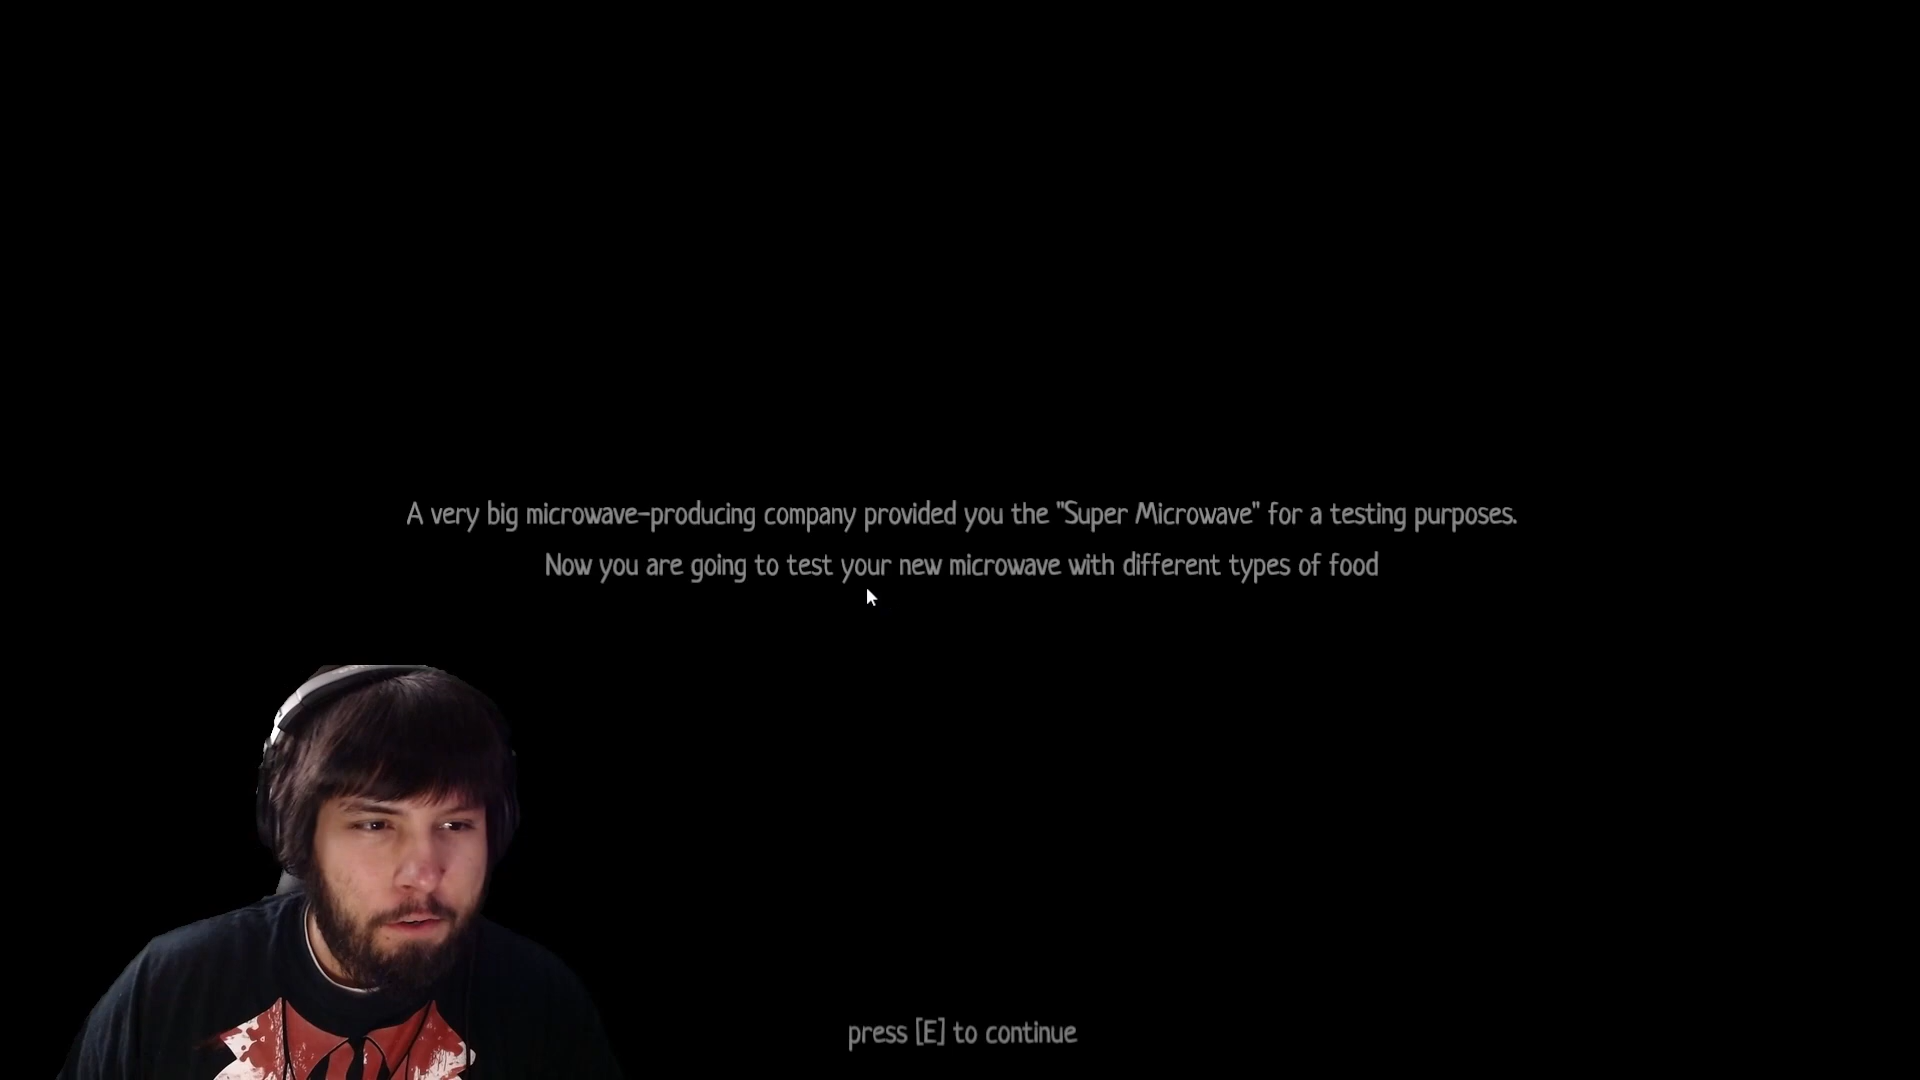 A very big microwave-producing company provided you the "Super Microwave" for a testing purposes.
Now you are going to test your new microwave with different types of food
press [E] to continue